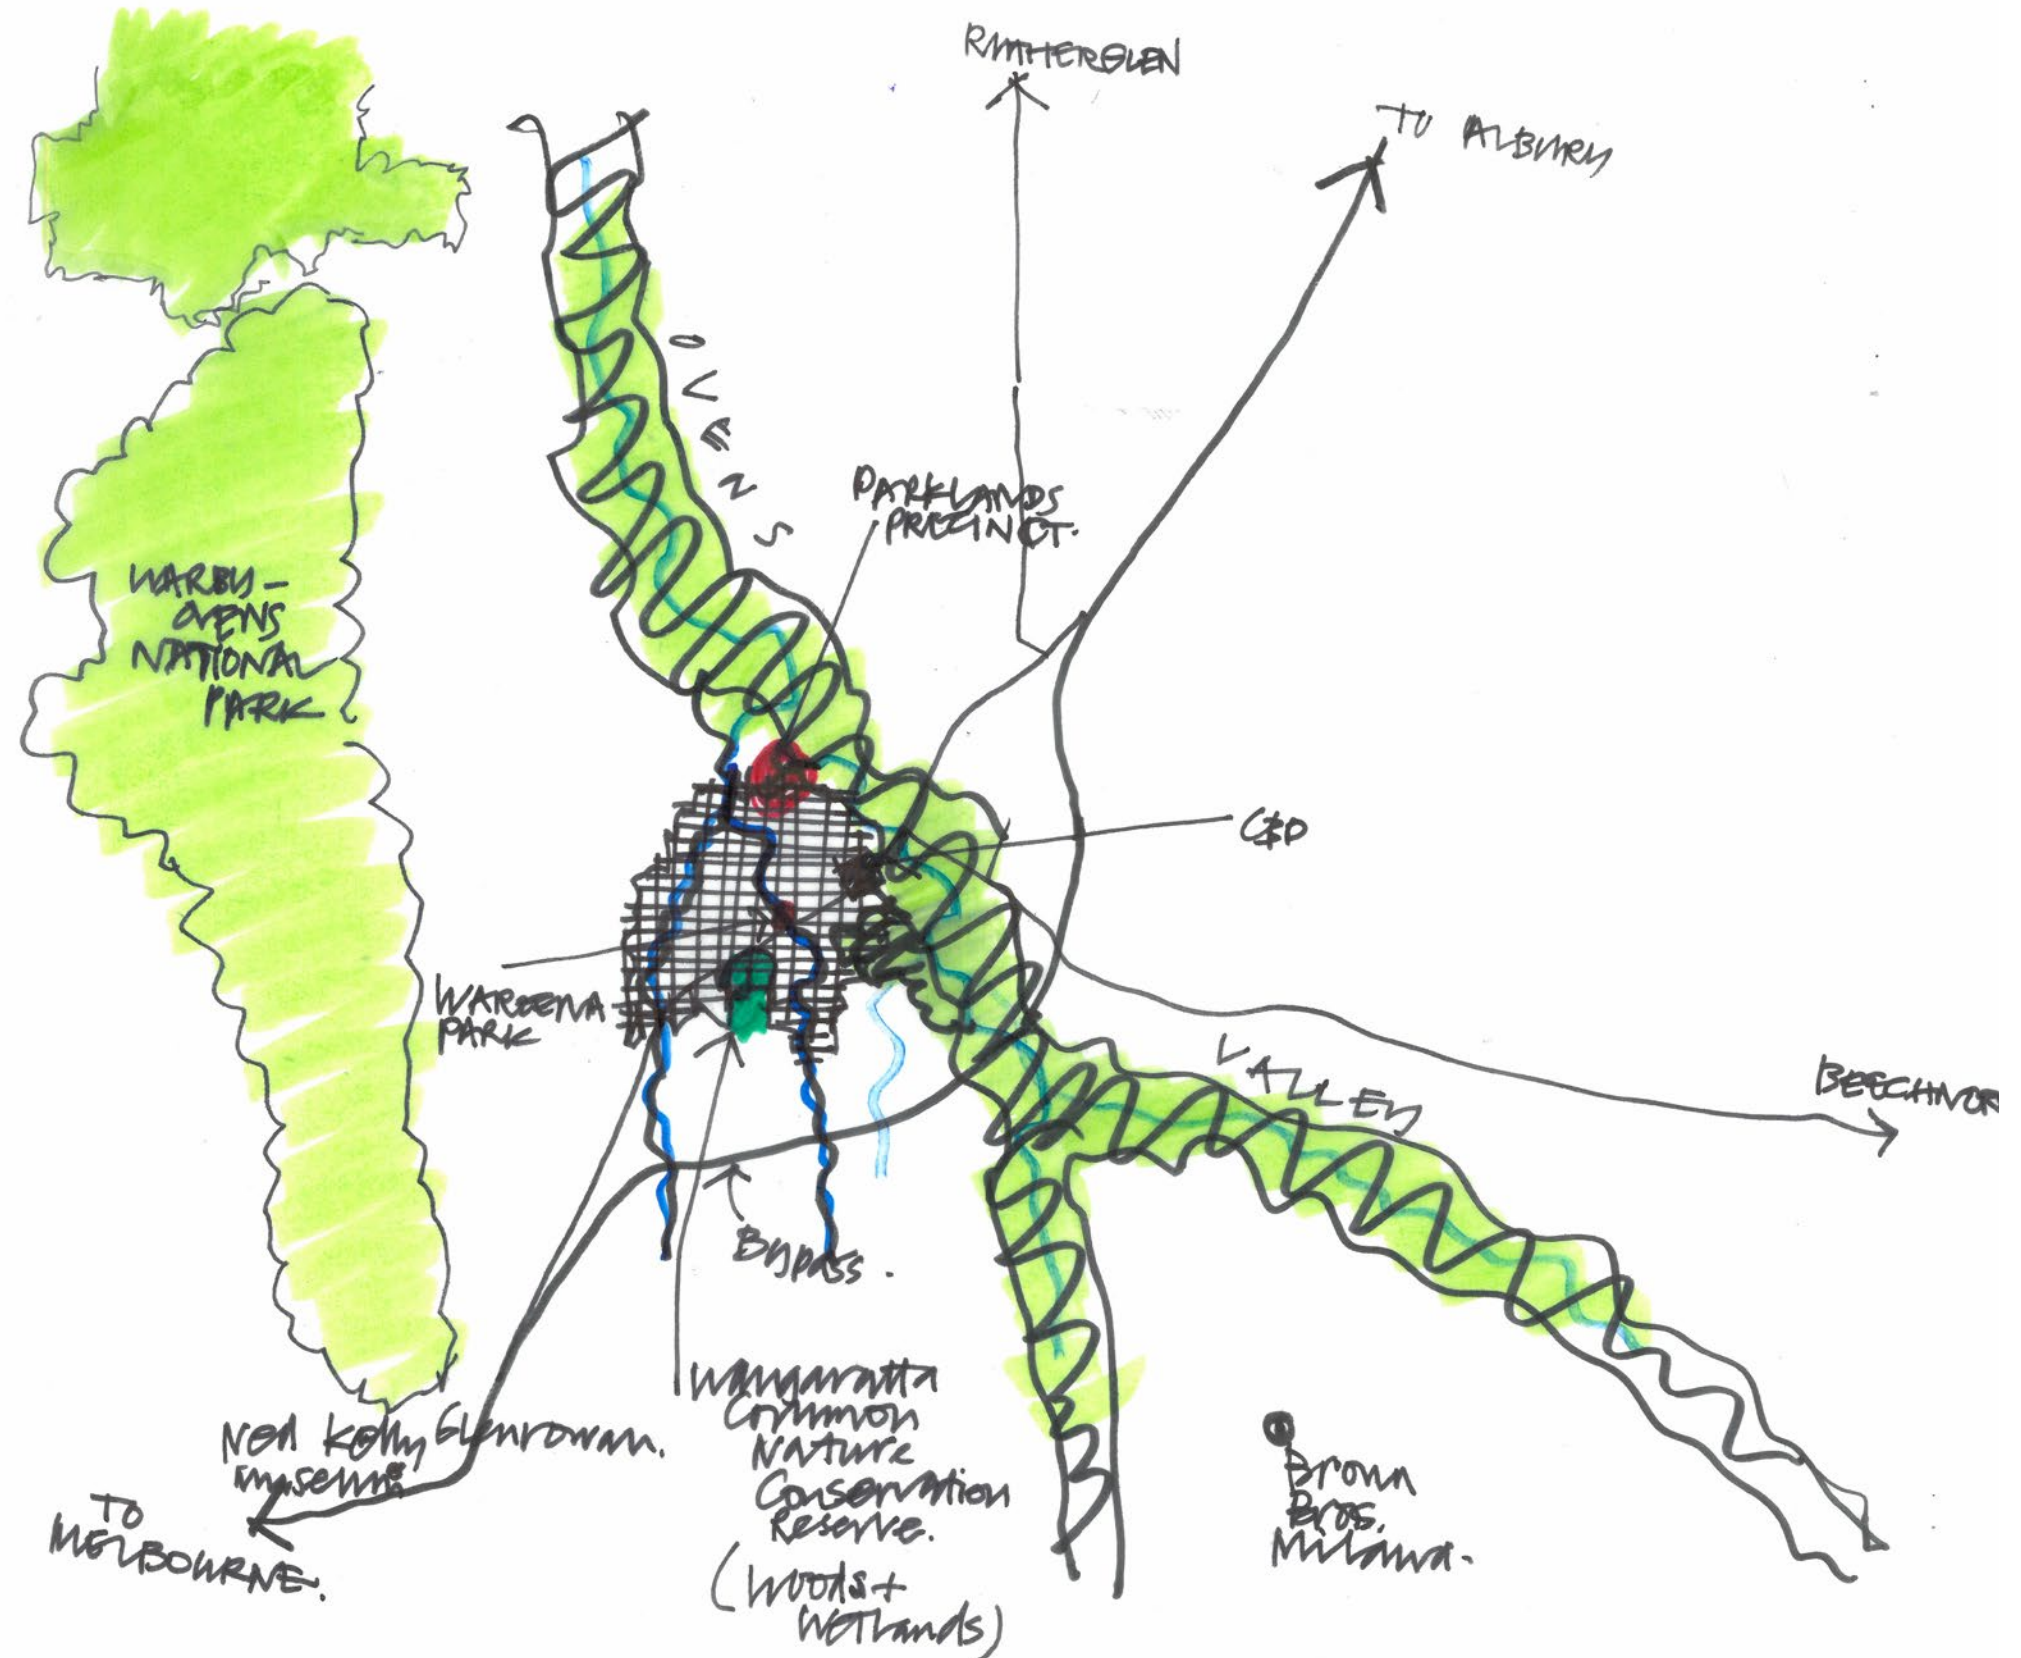 RUTHERGLEN
TO ALBURY
OVENS
PARKLANDS
PRECINCT.
WARBY-
OVENS
NATIONAL
PARK
CBD
WAREENA
PARK
VALLEY
BEECHWOR
Bypass.
Wangaratta
Common
Nature
Conservation
Reserve.
(Woods +
Wetlands)
Ned Kelly Glenrowan.
museum
TO
MELBOURNE.
Brown
Bros.
Milawa.